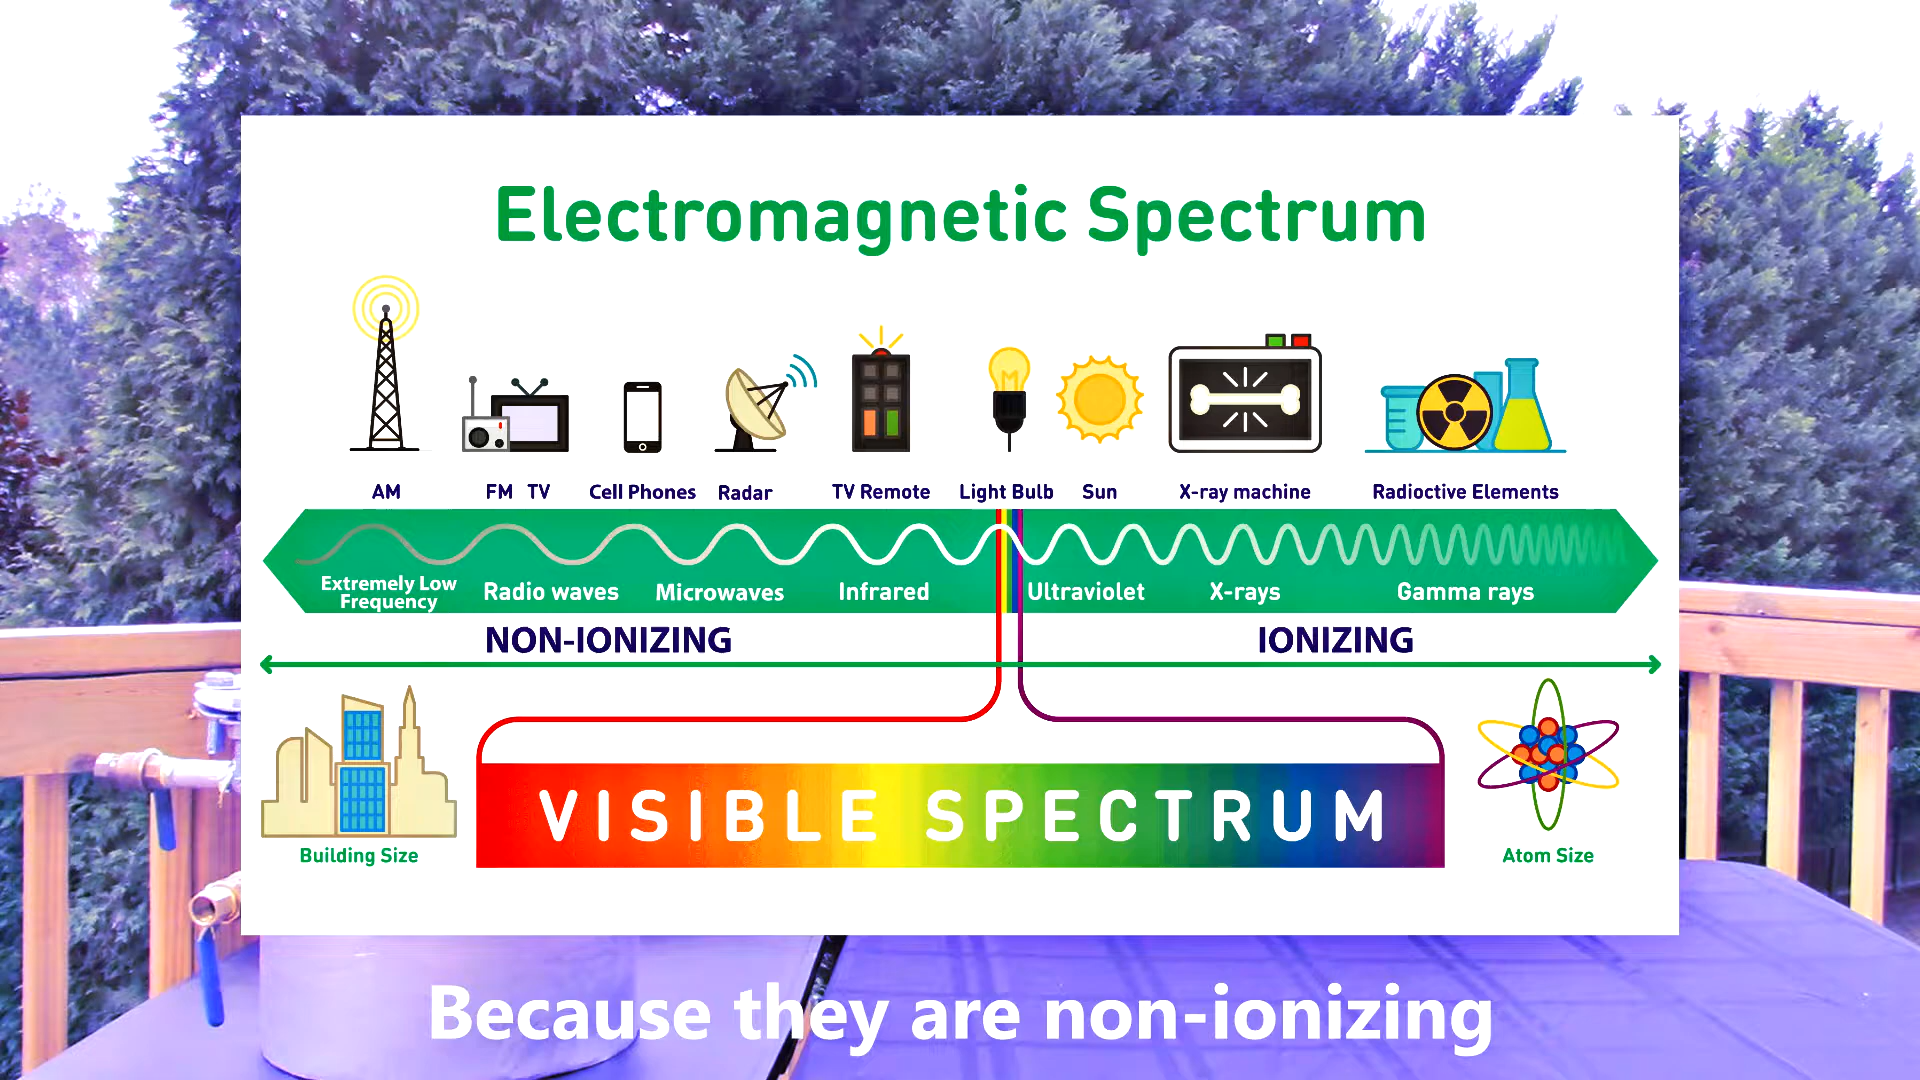 Electromagnetic Spectrum
AM FM TV Cell Phones Radar TV Remote Light Bulb Sun X-ray machine Radioctive Elements
Extremely Low
Frequency
Radio waves Microwaves Infrared Ultraviolet X-rays Gamma rays
NON-IONIZING IONIZING
VISIBLE SPECTRUM
Building Size Atom Size
Because they are non-ionizing